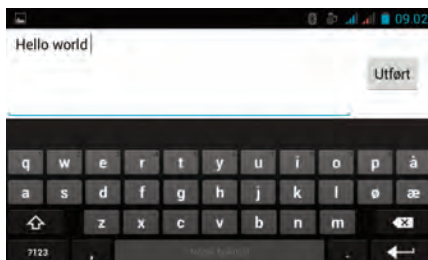 09.02
Hello world
Utført
q w e r t y u i o p å
a s d f g h j k l ø æ
z x c v b n m
?123 , .